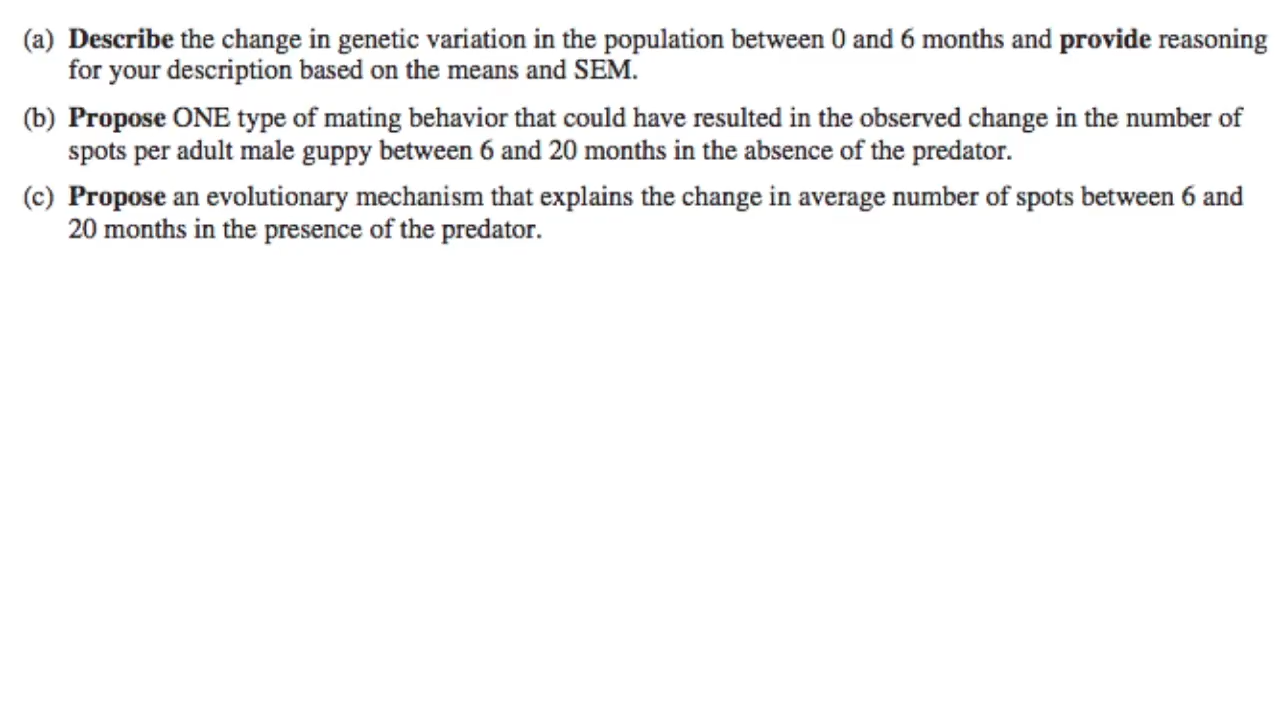 (a) Describe the change in genetic variation in the population between 0 and 6 months and provide reasoning
for your description based on the means and SEM.
(b) Propose ONE type of mating behavior that could have resulted in the observed change in the number of
spots per adult male guppy between 6 and 20 months in the absence of the predator.
(c) Propose an evolutionary mechanism that explains the change in average number of spots between 6 and
20 months in the presence of the predator.